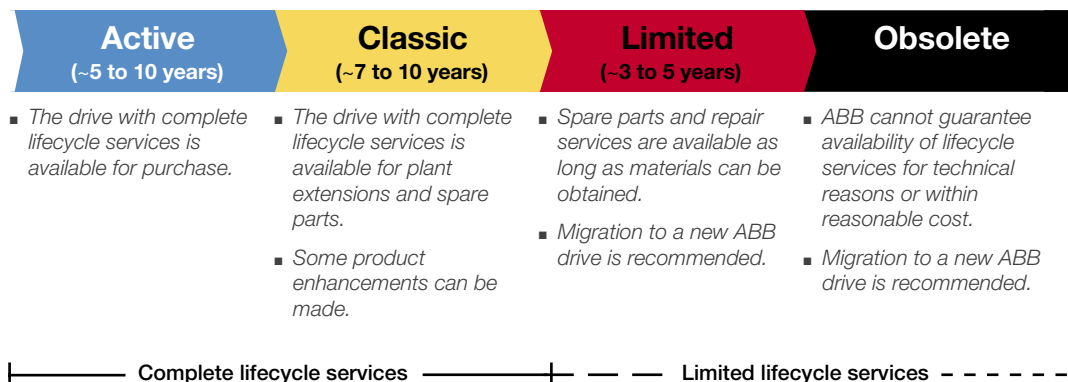 Active
(~5 to 10 years)
Classic
(~7 to 10 years)
Limited
(~3 to 5 years)
Obsolete
▪ The drive with complete
lifecycle services is
available for purchase.
▪ The drive with complete
lifecycle services is
available for plant
extensions and spare
parts.
▪ Some product
enhancements can be
made.
▪ Spare parts and repair
services are available as
long as materials can be
obtained.
▪ Migration to a new ABB
drive is recommended.
▪ ABB cannot guarantee
availability of lifecycle
services for technical
reasons or within
reasonable cost.
▪ Migration to a new ABB
drive is recommended.
Complete lifecycle services
Limited lifecycle services